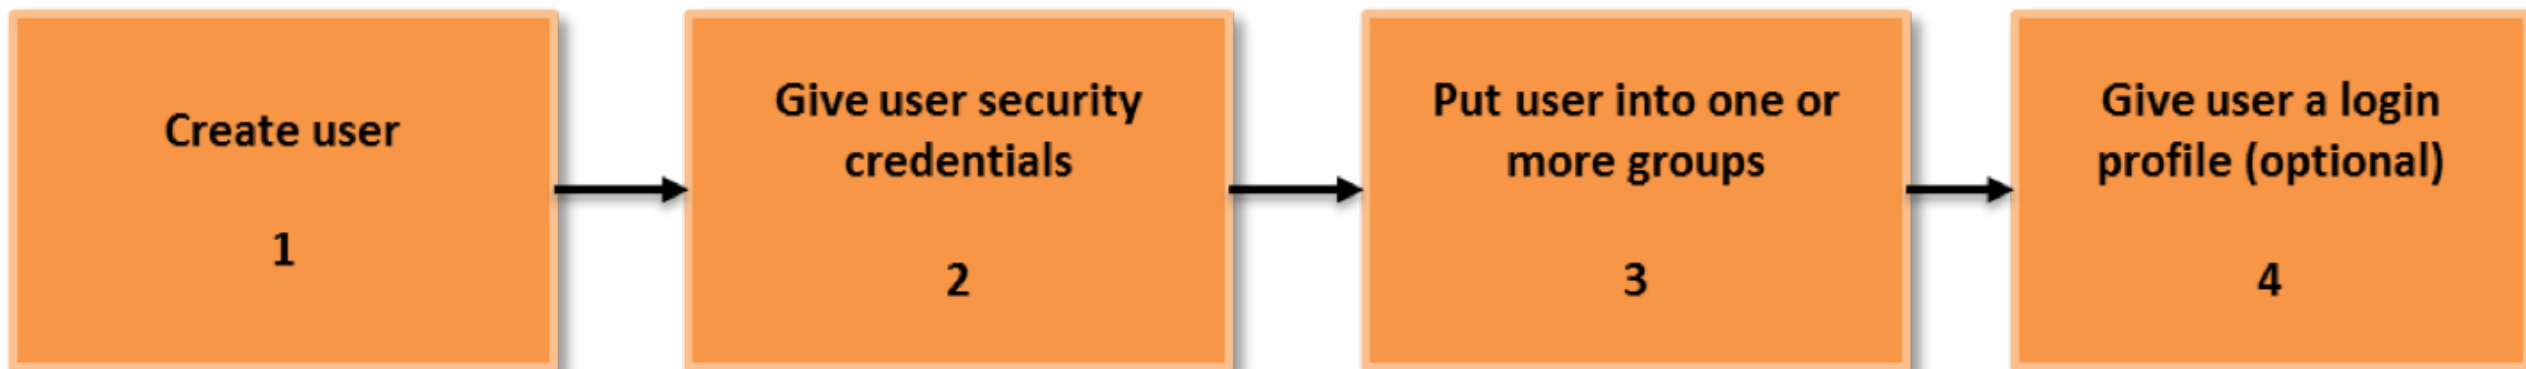 Create user
1
Give user security
credentials
2
Put user into one or
more groups
3
Give user a login
profile (optional)
4